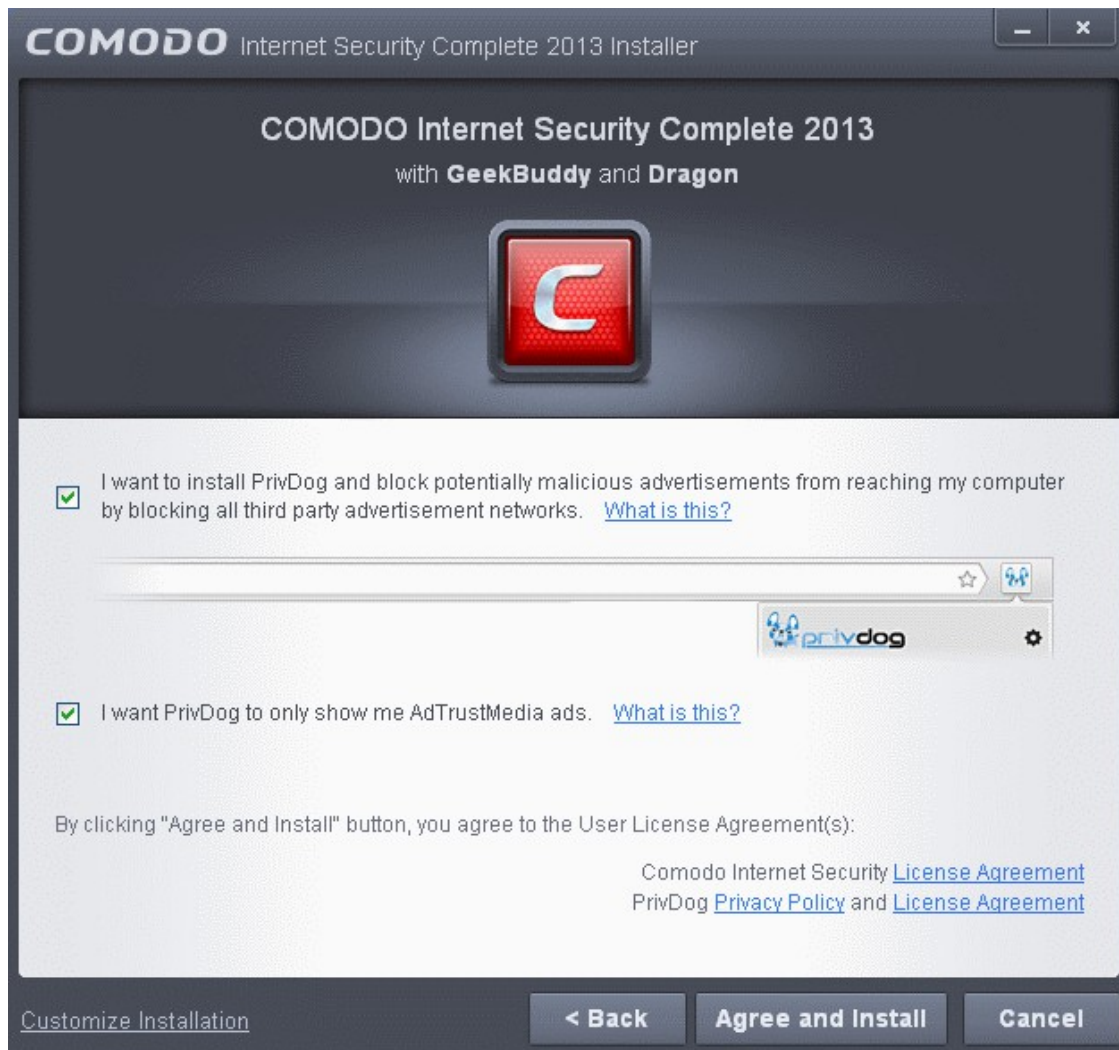 COMODO Internet Security Complete 2013 Installer
COMODO Internet Security Complete 2013
with GeekBuddy and Dragon
C
I want to install PrivDog and block potentially malicious advertisements from reaching my computer
by blocking all third party advertisement networks. What is this?
privdog
I want PrivDog to only show me AdTrustMedia ads. What is this?
By clicking "Agree and Install" button, you agree to the User License Agreement(s):
Comodo Internet Security License Agreement
PrivDog Privacy Policy and License Agreement
Customize Installation
< Back
Agree and Install
Cancel